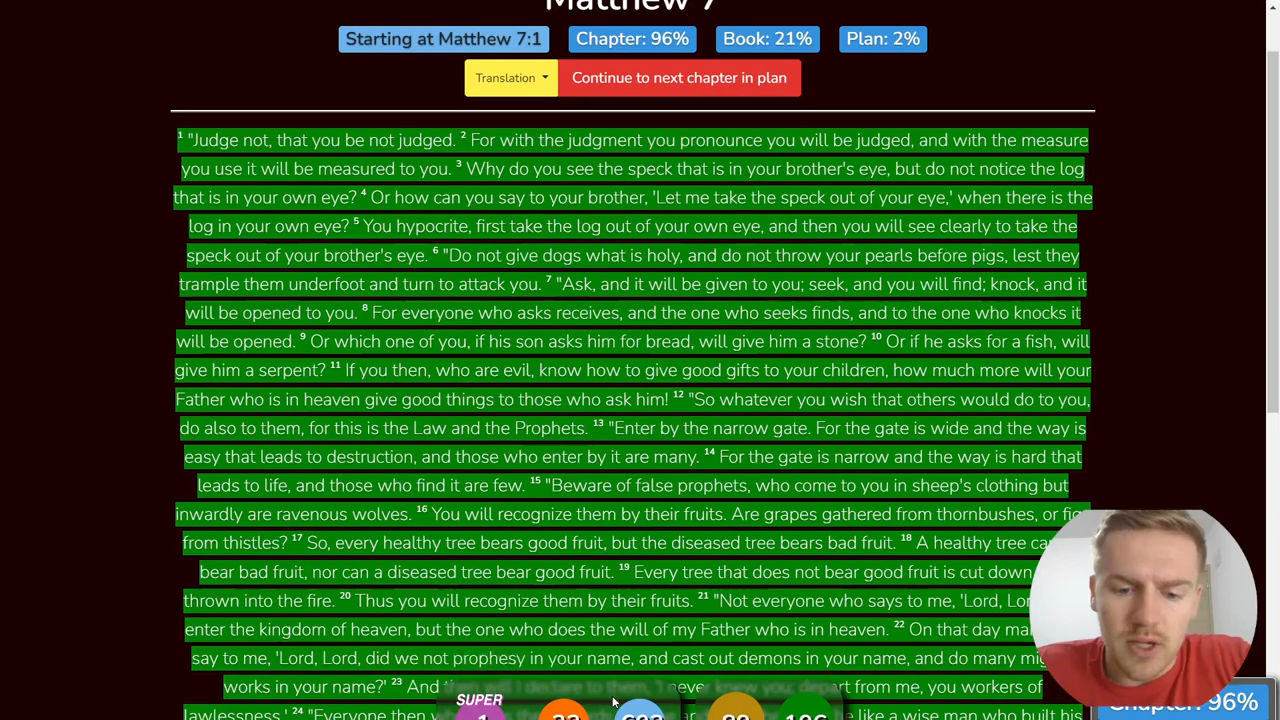 Matthew 7
Starting at Matthew 7:1 Chapter: 96% Book: 21% Plan: 2%
Translation Continue to next chapter in plan
1 "Judge not, that you be not judged. 2 For with the judgment you pronounce you will be judged, and with the measure
you use it will be measured to you. 3 Why do you see the speck that is in your brother's eye, but do not notice the log
that is in your own eye? 4 Or how can you say to your brother, 'Let me take the speck out of your eye,' when there is the
log in your own eye? 5 You hypocrite, first take the log out of your own eye, and then you will see clearly to take the
speck out of your brother's eye. 6 "Do not give dogs what is holy, and do not throw your pearls before pigs, lest they
trample them underfoot and turn to attack you. 7 "Ask, and it will be given to you; seek, and you will find; knock, and it
will be opened to you. 8 For everyone who asks receives, and the one who seeks finds, and to the one who knocks it
will be opened. 9 Or which one of you, if his son asks him for bread, will give him a stone? 10 Or if he asks for a fish, will
give him a serpent? 11 If you then, who are evil, know how to give good gifts to your children, how much more will your
Father who is in heaven give good things to those who ask him! 12 "So whatever you wish that others would do to you,
do also to them, for this is the Law and the Prophets. 13 "Enter by the narrow gate. For the gate is wide and the way is
easy that leads to destruction, and those who enter by it are many. 14 For the gate is narrow and the way is hard that
leads to life, and those who find it are few. 15 "Beware of false prophets, who come to you in sheep's clothing but
inwardly are ravenous wolves. 16 You will recognize them by their fruits. Are grapes gathered from thornbushes, or
from thistles? 17 So, every healthy tree bears good fruit, but the diseased tree bears bad fruit. 18 A healthy tree
bear bad fruit, nor can a diseased tree bear good fruit. 19 Every tree that does not bear good fruit is cut down
thrown into the fire. 20 Thus you will recognize them by their fruits. 21 "Not everyone who says to me, 'Lord,
enter the kingdom of heaven, but the one who does the will of my Father who is in heaven. 22 On that day
say to me, 'Lord, Lord, did we not prophesy in your name, and cast out demons in your name, and do many
works in your name?' 23 And then will I declare to them, 'I never knew you; depart from me, you workers of
lawlessness.' 24 "Everyone then like a wise man who built his
SUPER
96%